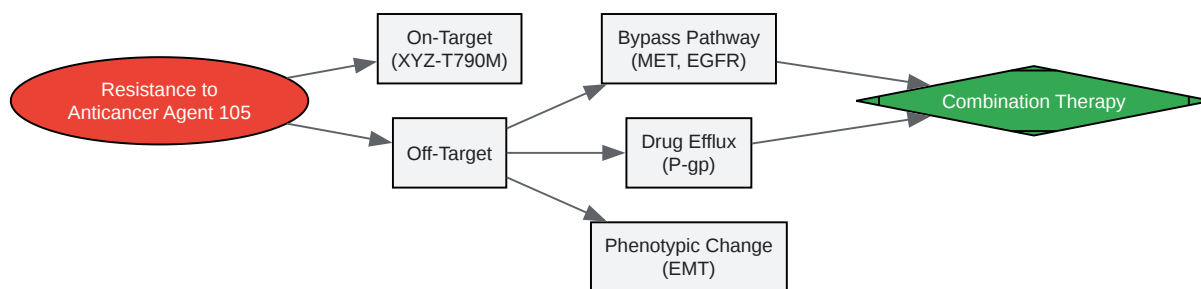 Resistance to
Anticancer Agent 105
On-Target
(XYZ-T790M)
Off-Target
Bypass Pathway
(MET, EGFR)
Drug Efflux
(P-gp)
Phenotypic Change
(EMT)
Combination Therapy